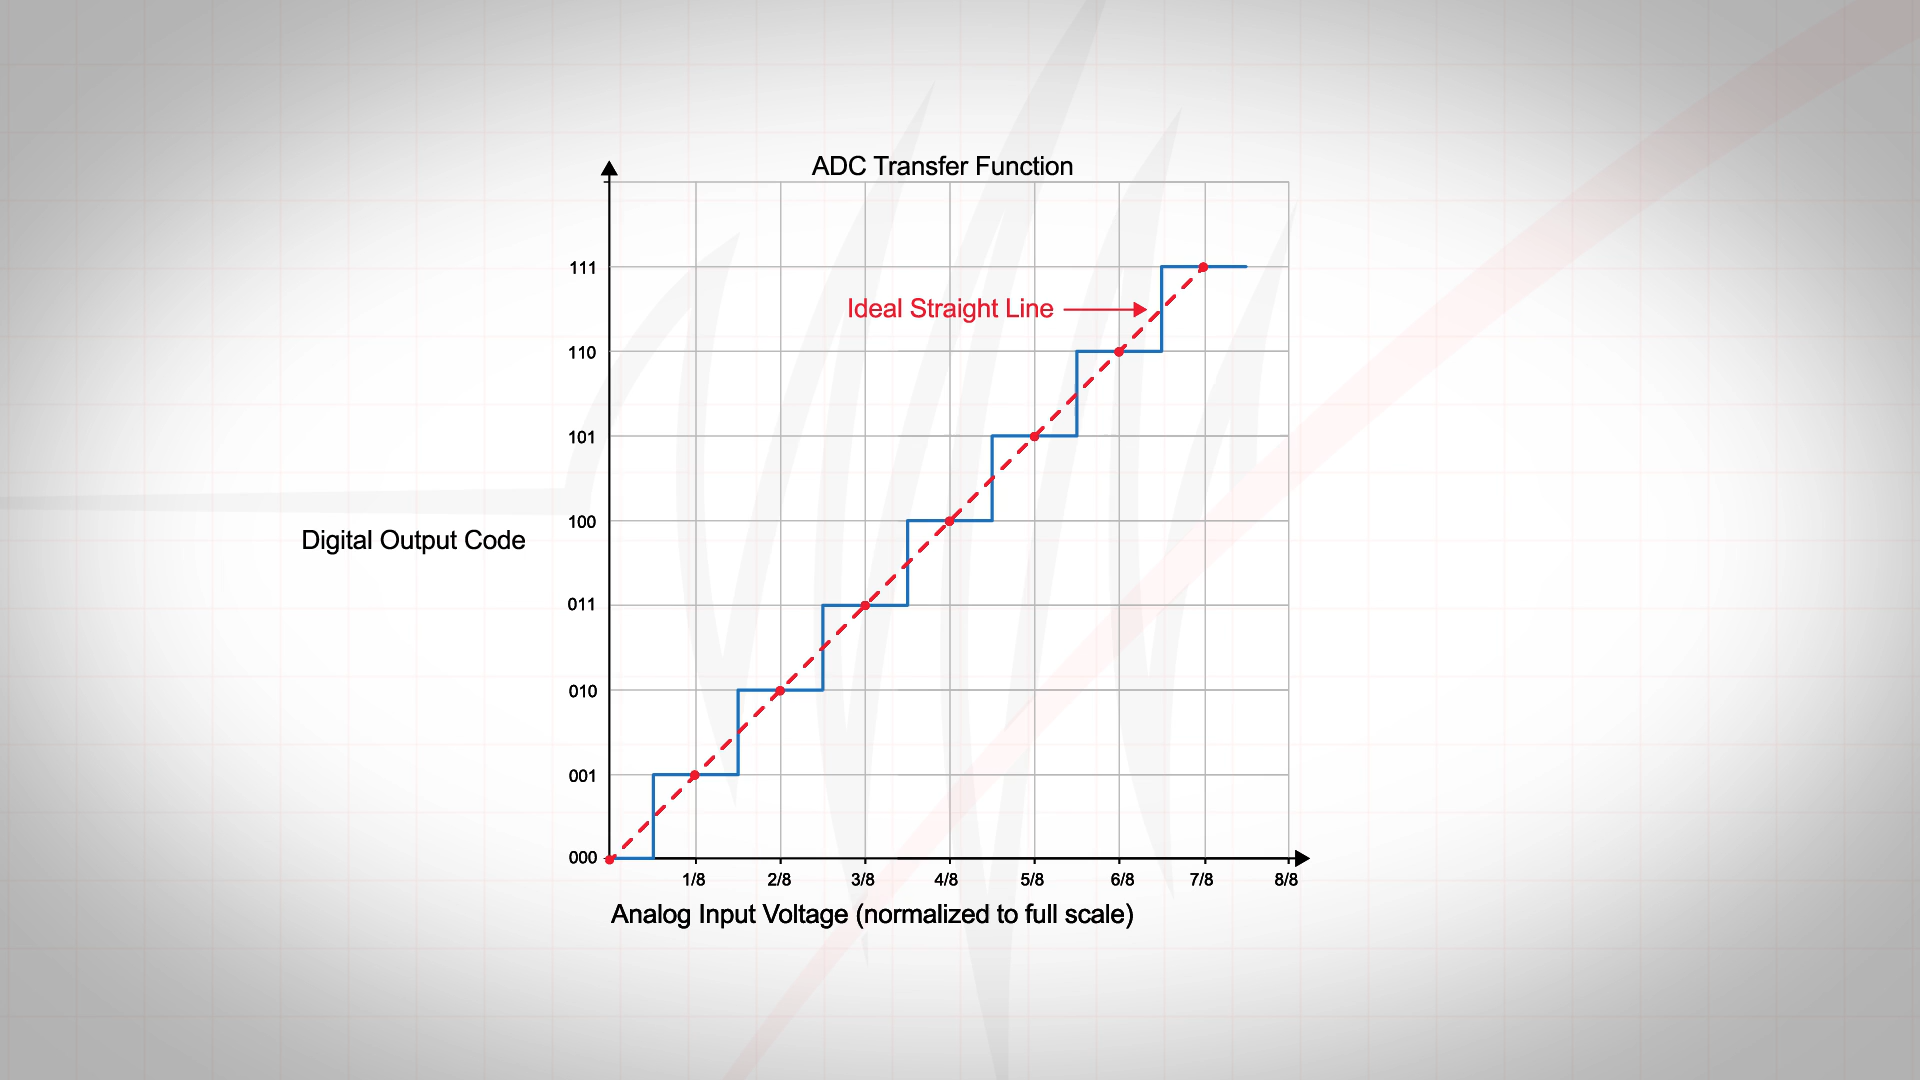 ADC Transfer Function
111
Ideal Straight Line
110
101
100
Digital Output Code
011
010
001
000
1/8 2/8 3/8 4/8 5/8 6/8 7/8 8/8
Analog Input Voltage (normalized to full scale)